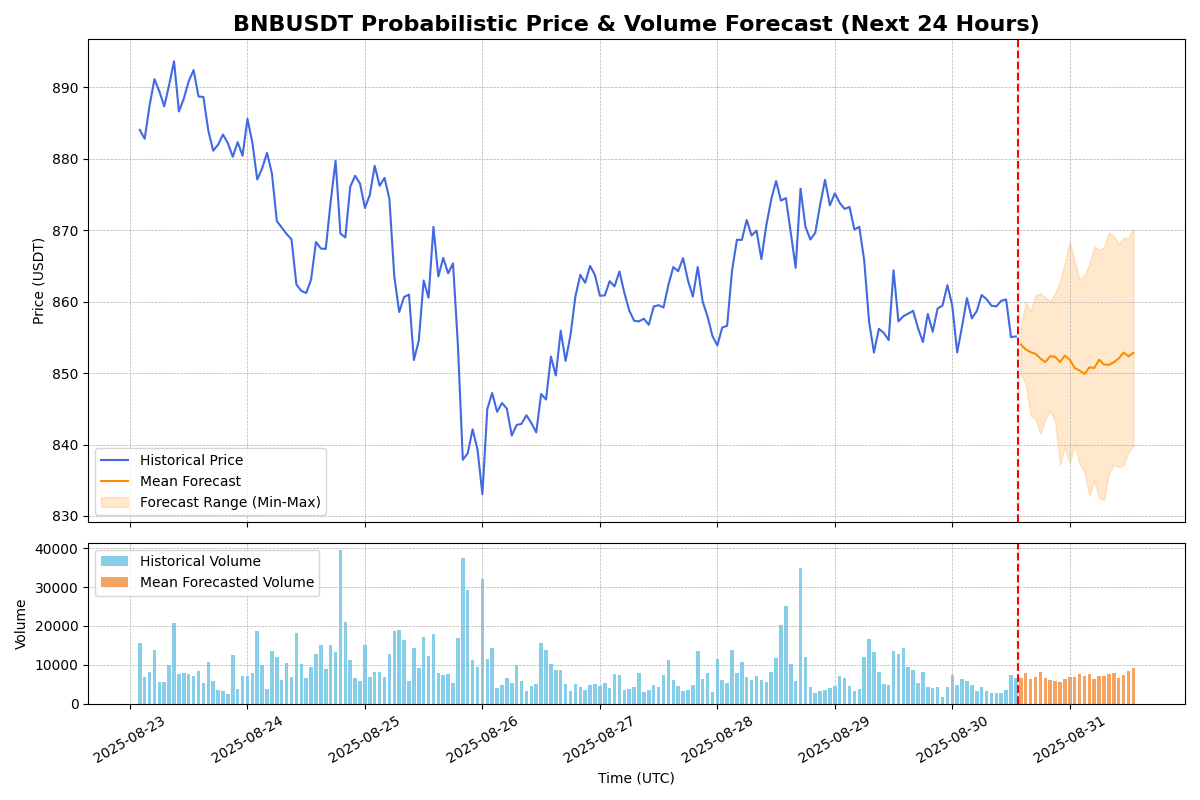 BNBUSDT Probabilistic Price & Volume Forecast (Next 24 Hours)
890
880
870
860
850
840
830
Price (USDT)
Historical Price
Mean Forecast
Forecast Range (Min-Max)
40000
30000
20000
10000
0
Volume
Historical Volume
Mean Forecasted Volume
2025-08-23
2025-08-24
2025-08-25
2025-08-26
2025-08-27
2025-08-28
2025-08-29
2025-08-30
2025-08-31
Time (UTC)